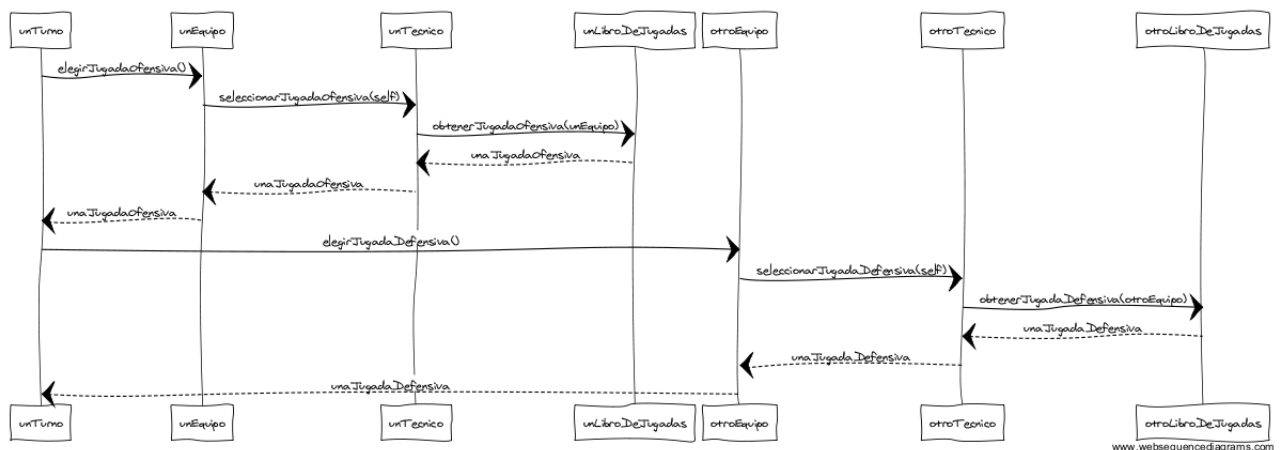 unTurno
unEquipo
unTecnico
unLibroDeJugadas
otroEquipo
otroTecnico
otroLibroDeJugadas
elegirJugadaOfensiva()
seleccionarJugadaOfensiva(self)
obtenerJugadaOfensiva(unEquipo)
unaJugadaOfensiva
unaJugadaOfensiva
unaJugadaOfensiva
elegirJugadaDefensiva()
seleccionarJugadaDefensiva(self)
obtenerJugadaDefensiva(otroEquipo)
unaJugadaDefensiva
unaJugadaDefensiva
unaJugadaDefensiva
unTurno
unEquipo
unTecnico
unLibroDeJugadas
otroEquipo
otroTecnico
otroLibroDeJugadas
www.websequencediagrams.com